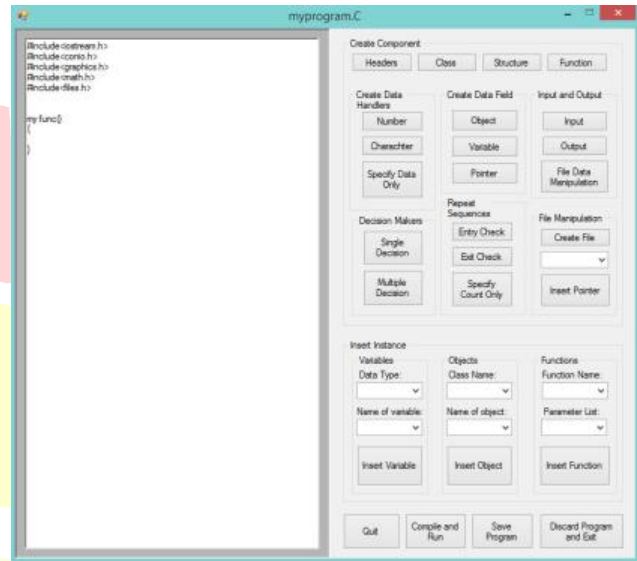 myprogram.C
#include<iostream.h>
#include<conio.h>
#include<graphics.h>
#include<math.h>
#include<files.h>
my func()
{
}
Create Component
Headers Class Structure Function
Create Data Handlers
Number
Charachter
Specify Data Only
Create Data Field
Object
Variable
Pointer
Input and Output
Input
Output
File Data Manipulation
Decision Makers
Single Decision
Multiple Decision
Repeat Sequences
Entry Check
Exit Check
Specify Count Only
File Manipulation
Create File
Insert Pointer
Insert Instance
Variables
Data Type:
Name of variable:
Insert Variable
Objects
Class Name:
Name of object:
Insert Object
Functions
Function Name:
Parameter List:
Insert Function
Quit
Compile and Run
Save Program
Discard Program and Exit